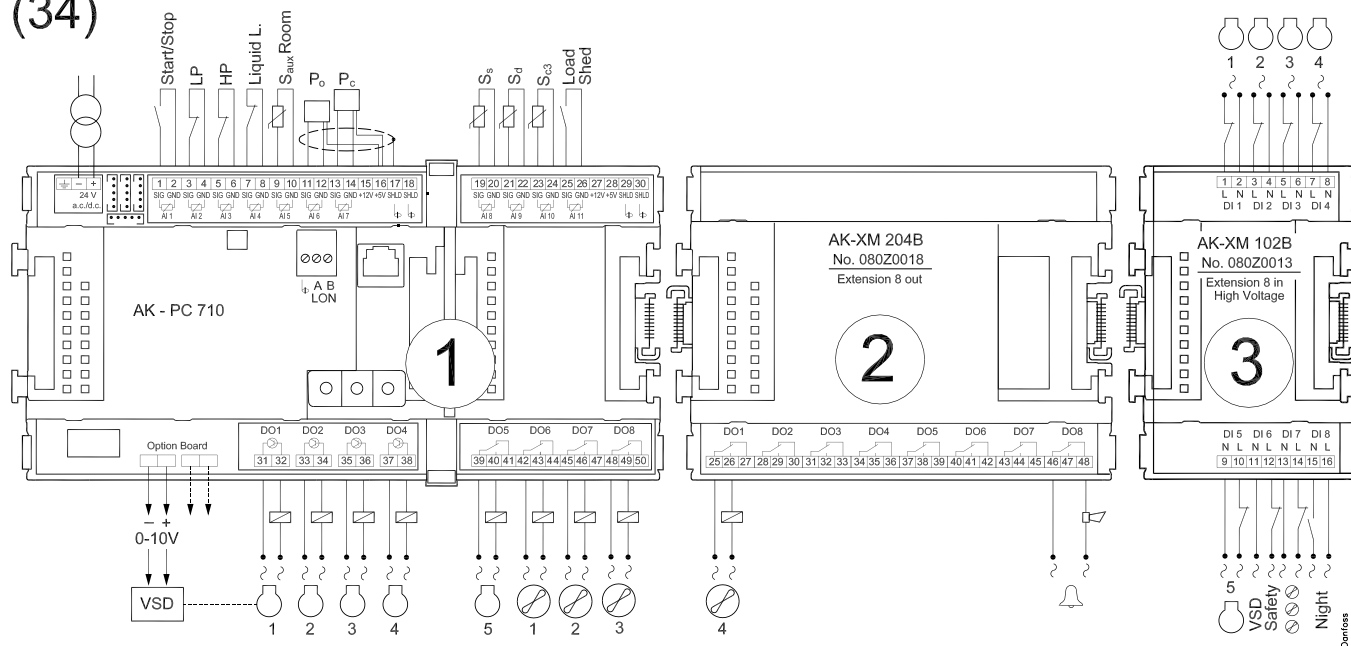 (34)
Start/Stop
LP
HP
Liquid L.
Saux Room
Po
Pc
Ss
Sd
Sc3
Load
Shed
1 2 3 4
~ ~ ~ ~
− +
24 V
a.c./d.c.
1 2 3 4 5 6 7 8 9 10 11 12 13 14 15 16 17 18
SIG GND SIG GND SIG GND SIG GND SIG GND SIG GND SIG GND +12V +5V SHLD SHLD
AI 1 AI 2 AI 3 AI 4 AI 5 AI 6 AI 7
19 20 21 22 23 24 25 26 27 28 29 30
SIG GND SIG GND SIG GND SIG GND +12V +5V SHLD SHLD
AI 8 AI 9 AI 10 AI 11
1 2 3 4 5 6 7 8
L N L N L N L N
DI 1 DI 2 DI 3 DI 4
A B
LON
AK - PC 710
1
AK-XM 204B
No. 080Z0018
Extension 8 out
2
AK-XM 102B
No. 080Z0013
Extension 8 in
High Voltage
3
Option Board
DO1 DO2 DO3 DO4
31 32 33 34 35 36 37 38
DO5 DO6 DO7 DO8
39 40 41 42 43 44 45 46 47 48 49 50
DO1 DO2 DO3 DO4 DO5 DO6 DO7 DO8
25 26 27 28 29 30 31 32 33 34 35 36 37 38 39 40 41 42 43 44 45 46 47 48
DI 5 DI 6 DI 7 DI 8
N L N L N L N L
9 10 11 12 13 14 15 16
− +
0-10V
VSD
1 2 3 4
5 1 2 3
4
5
VSD
Safety
Night
Danfoss